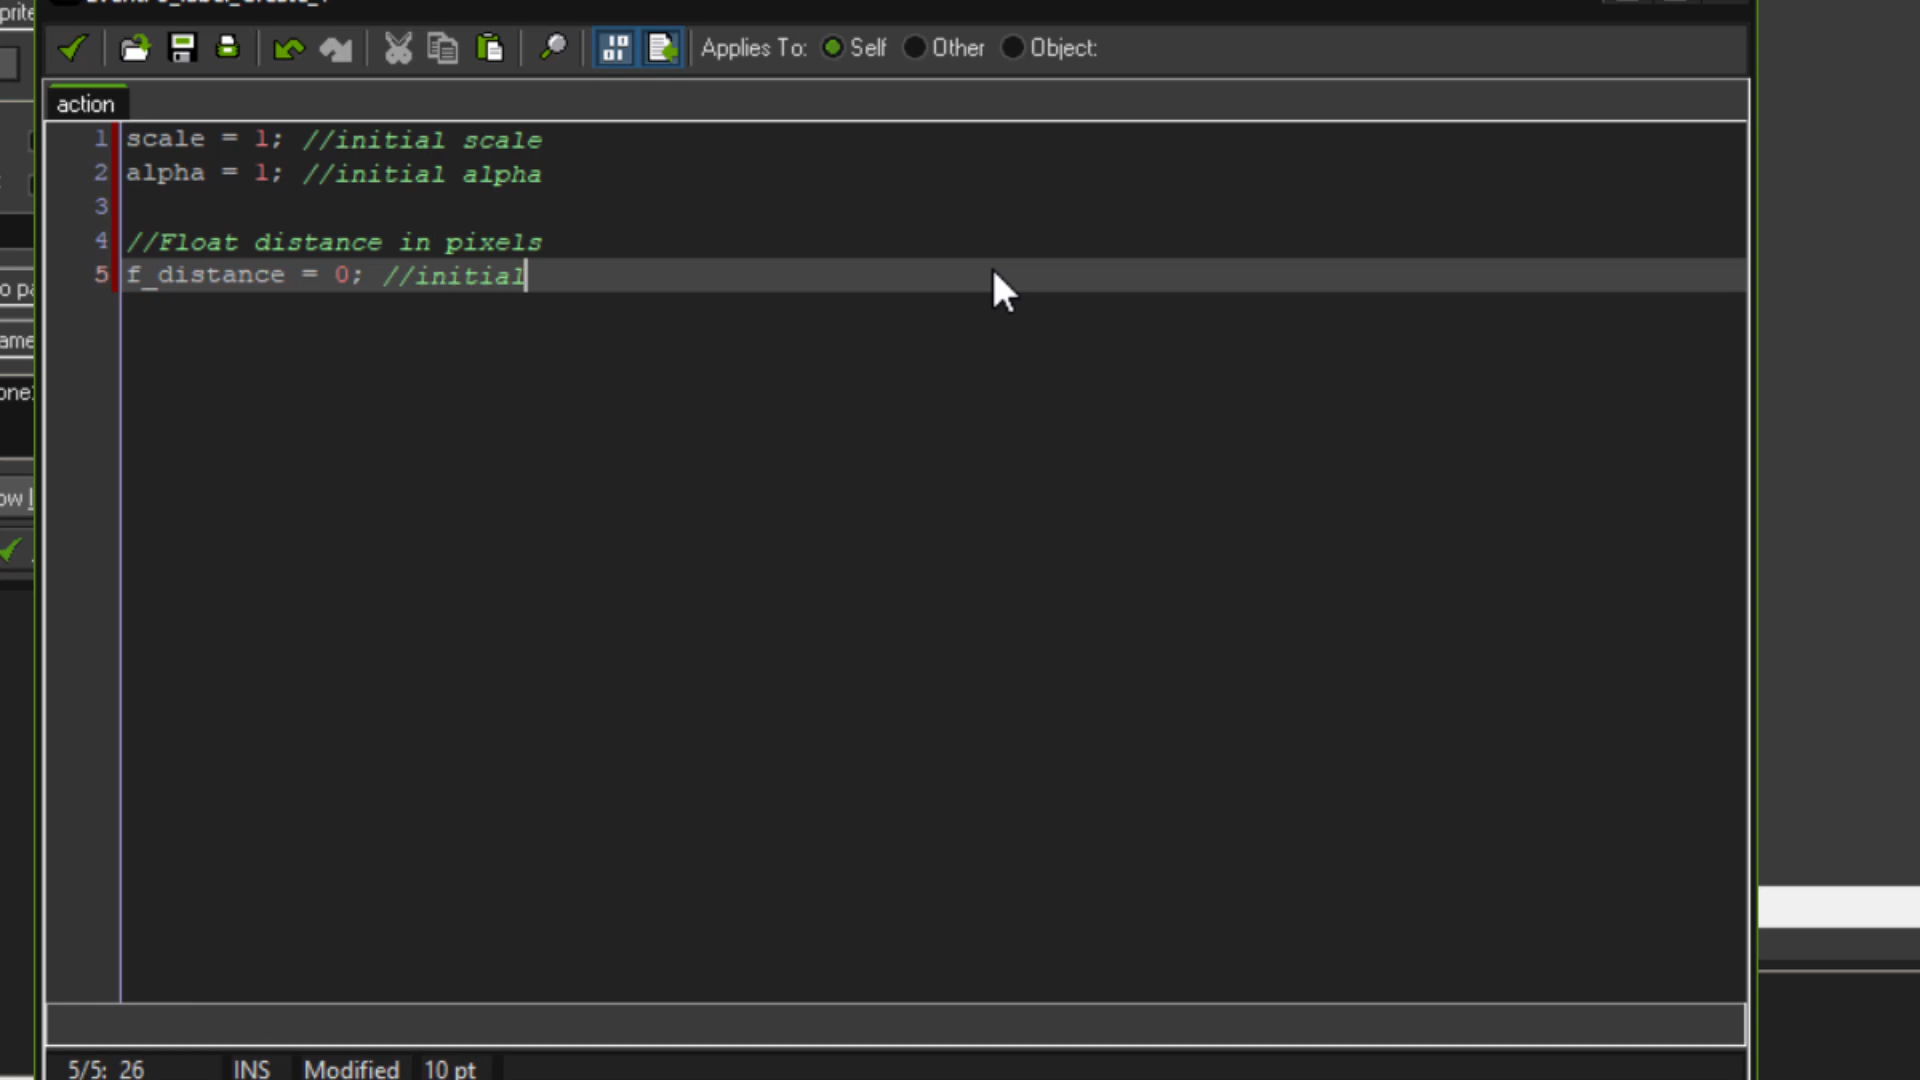 Applies To: Self Other Object:
action
1 scale = 1; //initial scale
2 alpha = 1; //initial alpha
3
4 //Float distance in pixels
5 f_distance = 0; //initial
5/5: 26 INS Modified 10 pt